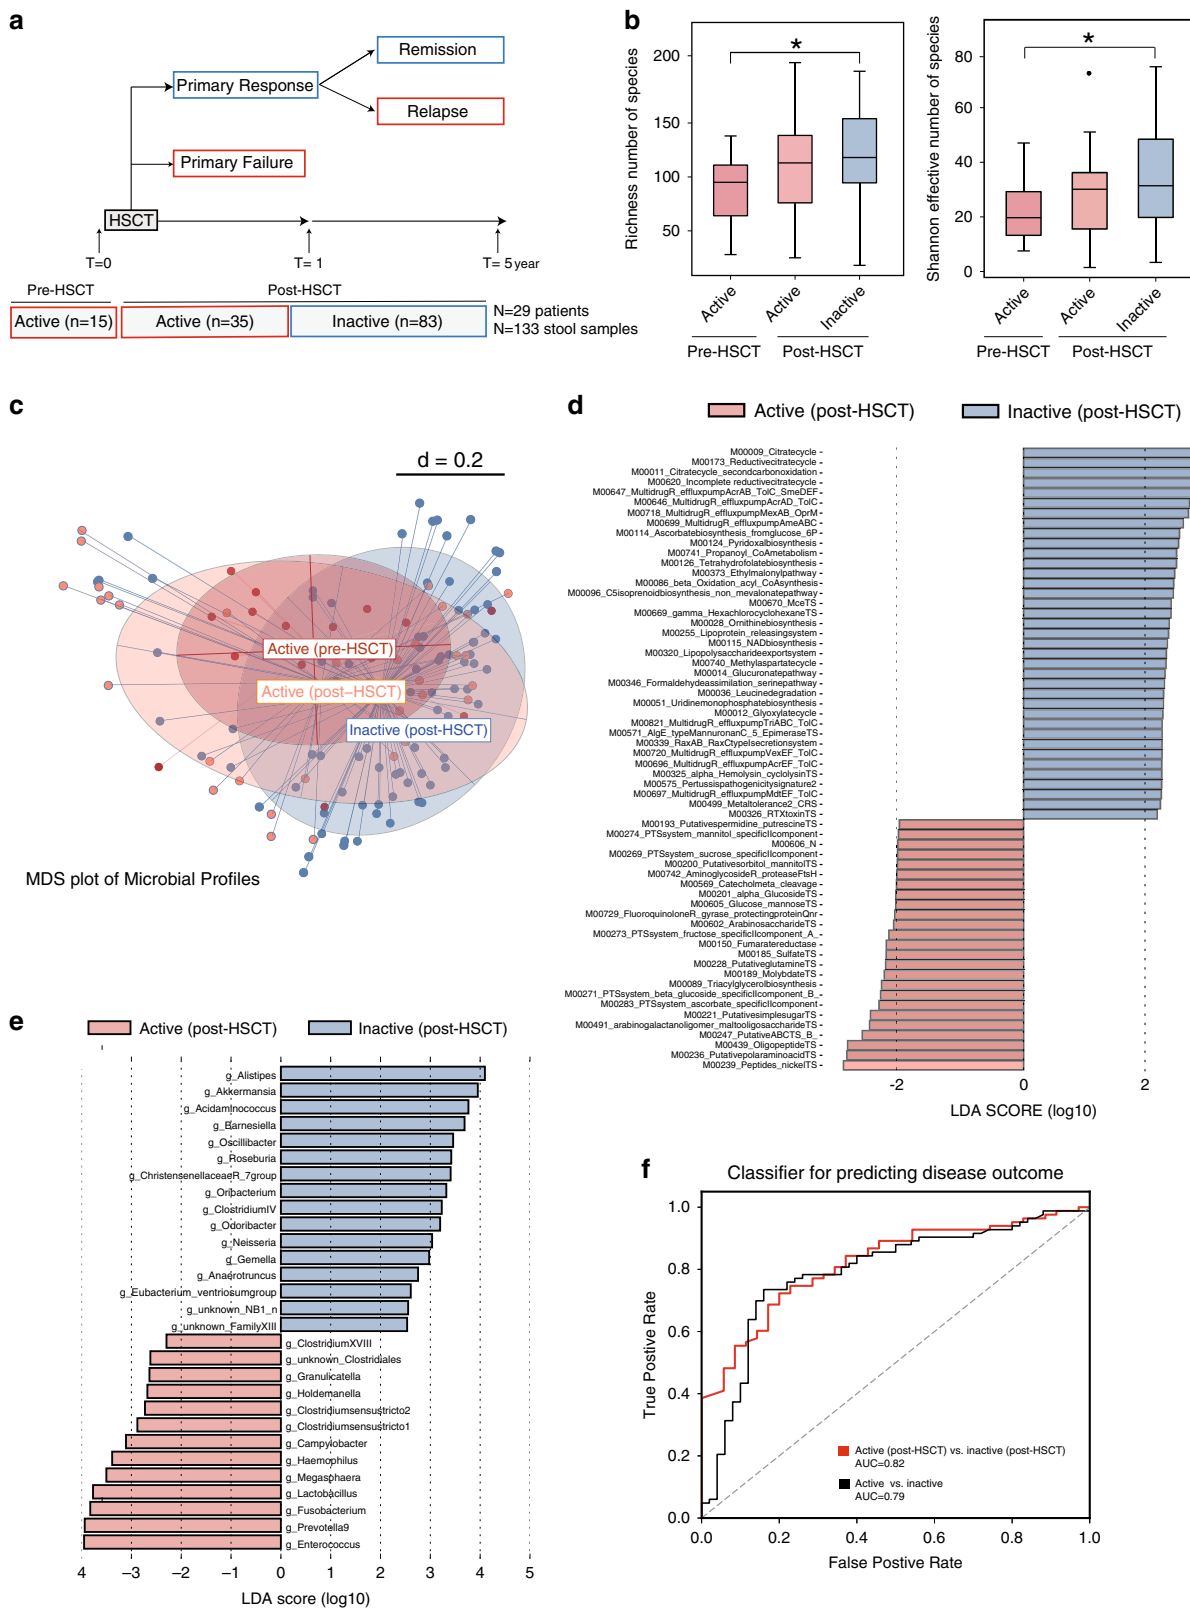 a
Remission
Primary Response
Relapse
Primary Failure
HSCT
T=0
T= 1
T= 5 year
Pre-HSCT
Post-HSCT
Active (n=15)
Active (n=35)
Inactive (n=83)
N=29 patients
N=133 stool samples
b
Richness number of species
200
150
100
50
*
Active
Active
Inactive
Pre-HSCT
Post-HSCT
Shannon effective number of species
80
60
40
20
0
*
Active
Active
Inactive
Pre-HSCT
Post-HSCT
c
d = 0.2
Active (pre-HSCT)
Active (post–HSCT)
Inactive (post-HSCT)
MDS plot of Microbial Profiles
d
Active (post-HSCT)
Inactive (post-HSCT)
M00009_Citratecycle
M00173_Reductivecitratecycle
M00011_Citratecycle_secondcarbonoxidation
M00620_Incomplete reductivecitratecycle
M00647_MultidrugR_effluxpumpAcrAB_TolC_SmeDEF
M00646_MultidrugR_effluxpumpAcrAD_TolC
M00718_MultidrugR_effluxpumpMexAB_OprM
M00699_MultidrugR_effluxpumpAmeABC
M00114_Ascorbatebiosynthesis_fromglucose_6P
M00124_Pyridoxalbiosynthesis
M00741_Propanoyl_CoAmetabolism
M00126_Tetrahydrofolatebiosynthesis
M00373_Ethylmalonylpathway
M00086_beta_Oxidation_acyl_CoAsynthesis
M00096_C5isoprenoidbiosynthesis_non_mevalonatepathway
M00670_MceTS
M00669_gamma_HexachlorocyclohexaneTS
M00028_Ornithinebiosynthesis
M00255_Lipoprotein_releasingsystem
M00115_NADbiosynthesis
M00320_Lipopolysaccharideexportsystem
M00740_Methylaspartatecycle
M00014_Glucuronatepathway
M00346_Formaldehydeassimilation_serinepathway
M00036_Leucinedegradation
M00051_Uridinemonophosphatebiosynthesis
M00012_Glyoxylatecycle
M00821_MultidrugR_effluxpumpTriABC_TolC
M00571_AlgE_typeMannuronanC_5_EpimeraseTS
M00339_RaxAB_RaxCtypeIsecretionsystem
M00720_MultidrugR_effluxpumpVexEF_TolC
M00696_MultidrugR_effluxpumpAcrEF_TolC
M00325_alpha_Hemolysin_cyclolysinTS
M00575_Pertussispathogenicitysignature2
M00697_MultidrugR_effluxpumpMdtEF_TolC
M00499_Metaltolerance2_CRS
M00326_RTXtoxinTS
M00193_Putativespermidine_putrescineTS
M00274_PTSsystem_mannitol_specificIIcomponent
M00606_N
M00269_PTSsystem_sucrose_specificIIcomponent
M00200_Putativesorbitol_mannitolTS
M00742_AminoglycosideR_proteaseFtsH
M00569_Catecholmeta_cleavage
M00201_alpha_GlucosideTS
M00605_Glucose_mannoseTS
M00729_FluoroquinoloneR_gyrase_protectingproteinQnr
M00602_ArabinosaccharideTS
M00273_PTSsystem_fructose_specificIIcomponent_A_
M00150_Fumaratereductase
M00185_SulfateTS
M00228_PutativeglutamineTS
M00189_MolybdateTS
M00089_Triacylglycerolbiosynthesis
M00271_PTSsystem_beta_glucoside_specificIIcomponent_B_
M00283_PTSsystem_ascorbate_specificIIcomponent
M00221_PutativesimplesugarTS
M00491_arabinogalactanoligomer_maltooligosaccharideTS
M00247_PutativeABCTS_B_
M00439_OligopeptideTS
M00236_PutativepolaraminoacidTS
M00239_Peptides_nickelTS
-2
0
2
LDA SCORE (log10)
e
Active (post-HSCT)
Inactive (post-HSCT)
g_Alistipes
g_Akkermansia
g_Acidaminococcus
g_Barnesiella
g_Oscillibacter
g_Roseburia
g_ChristensenellaceaeR_7group
g_Oribacterium
g_ClostridiumIV
g_Odoribacter
g_Neisseria
g_Gemella
g_Anaerotruncus
g_Eubacterium_ventriosumgroup
g_unknown_NB1_n
g_unknown_FamilyXIII
g_ClostridiumXVIII
g_unknown_Clostridiales
g_Granulicatella
g_Holdemanella
g_Clostridiumsensustricto2
g_Clostridiumsensustricto1
g_Campylobacter
g_Haemophilus
g_Megasphaera
g_Lactobacillus
g_Fusobacterium
g_Prevotella9
g_Enterococcus
4 –3 –2 –1 0 1 2 3 4 5
LDA score (log10)
f
Classifier for predicting disease outcome
True Postive Rate
1.0
0.8
0.6
0.4
0.2
0.0
Active (post-HSCT) vs. inactive (post-HSCT)
AUC=0.82
Active vs. inactive
AUC=0.79
0.0 0.2 0.4 0.6 0.8 1.0
False Postive Rate